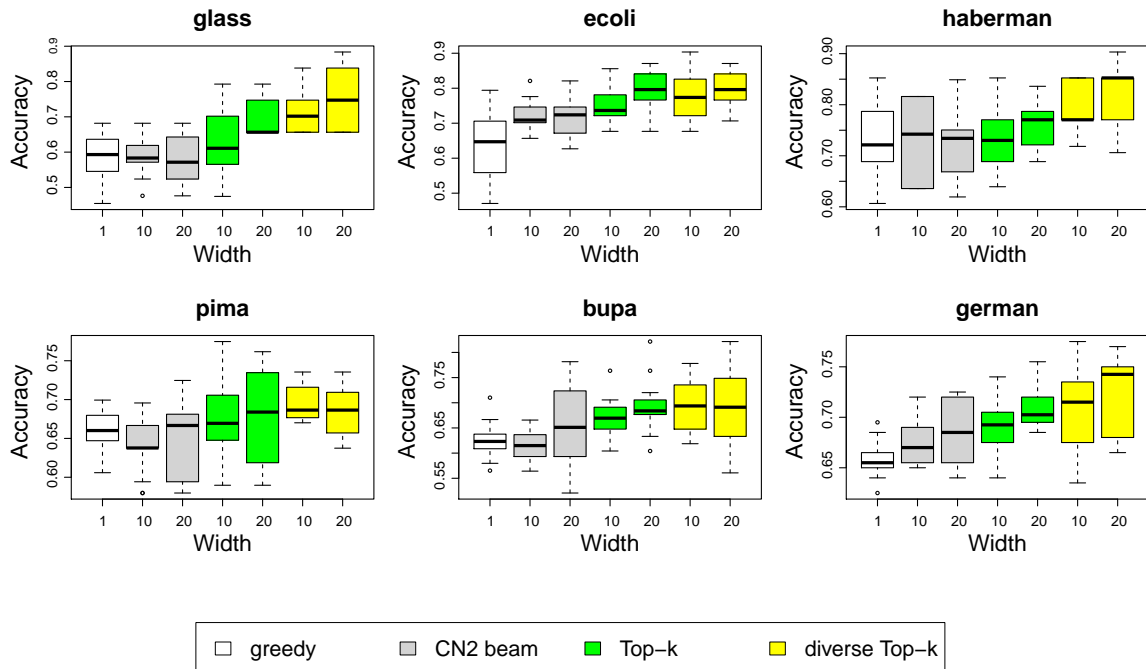 glass
Accuracy
0.5 0.6 0.7 0.8 0.9
1 10 20 10 20 10 20
Width
ecoli
Accuracy
0.5 0.6 0.7 0.8 0.9
1 10 20 10 20 10 20
Width
haberman
Accuracy
0.60 0.70 0.80 0.90
1 10 20 10 20 10 20
Width
pima
Accuracy
0.60 0.65 0.70 0.75
1 10 20 10 20 10 20
Width
bupa
Accuracy
0.55 0.65 0.75
1 10 20 10 20 10 20
Width
german
Accuracy
0.65 0.70 0.75
1 10 20 10 20 10 20
Width
greedy CN2 beam Top−k diverse Top−k